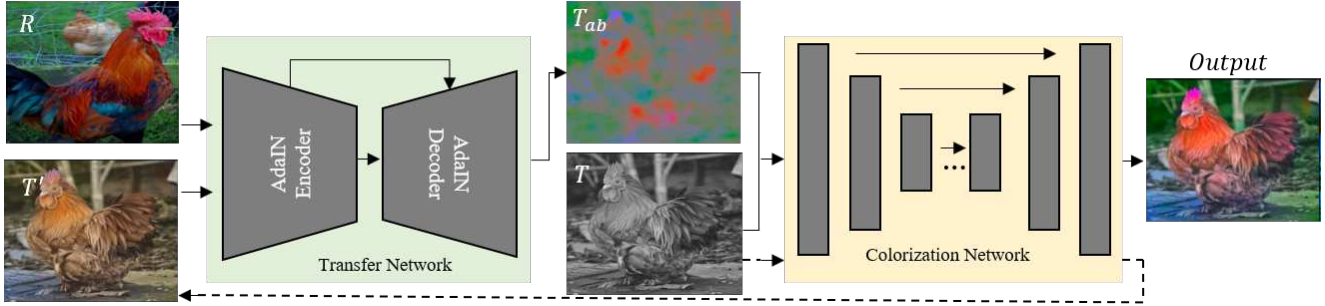 R
T'
AdaIN
Encoder
AdaIN
Decoder
Transfer Network
T_ab
T
...
Colorization Network
Output